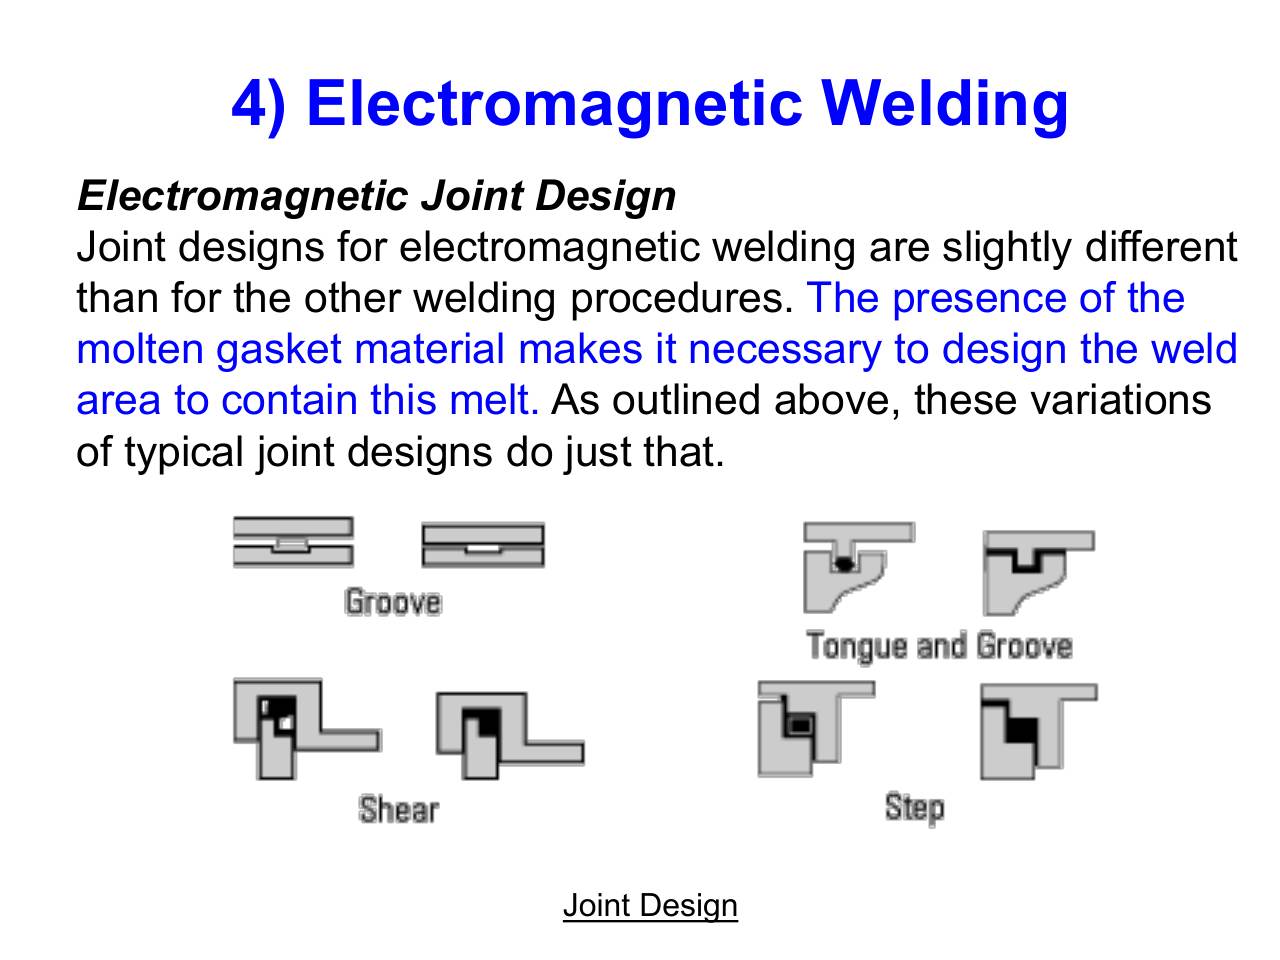 4) Electromagnetic Welding
Electromagnetic Joint Design
Joint designs for electromagnetic welding are slightly different
than for the other welding procedures. The presence of the
molten gasket material makes it necessary to design the weld
area to contain this melt. As outlined above, these variations
of typical joint designs do just that.
Groove
Tongue and Groove
Shear
Step
Joint Design